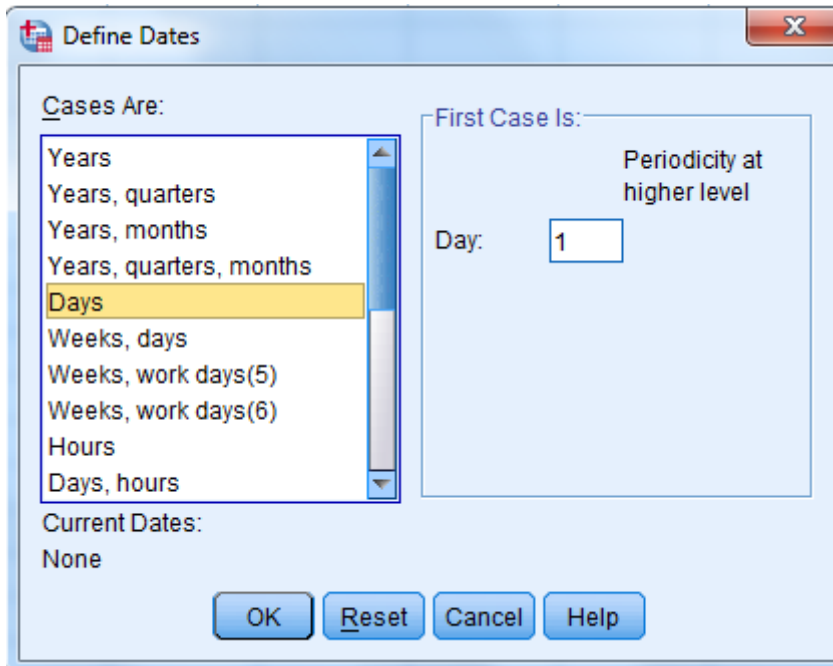 Define Dates
Cases Are:
Years
Years, quarters
Years, months
Years, quarters, months
Days
Weeks, days
Weeks, work days(5)
Weeks, work days(6)
Hours
Days, hours
Current Dates:
None
First Case Is:
Periodicity at
higher level
Day: 1
OK Reset Cancel Help